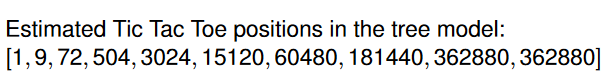 Estimated Tic Tac Toe positions in the tree model:
[1, 9, 72, 504, 3024, 15120, 60480, 181440, 362880, 362880]